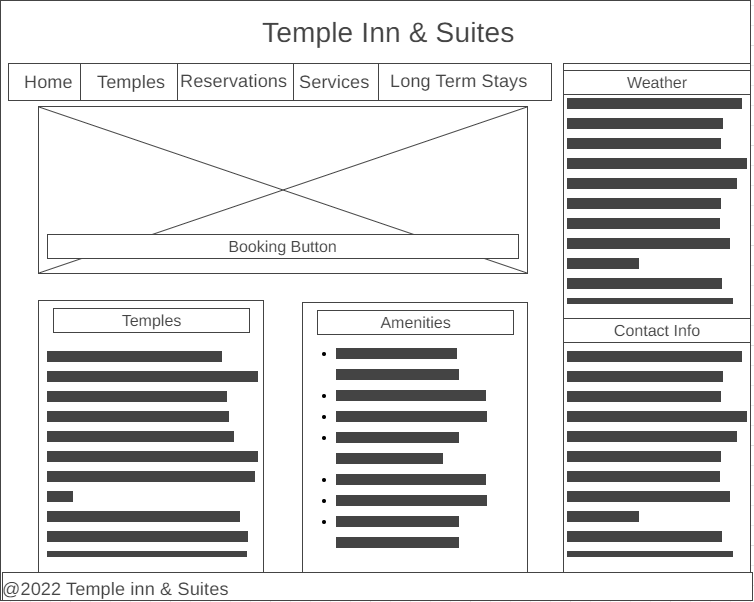 Temple Inn & Suites
Home Temples Reservations Services Long Term Stays
Weather
Booking Button
Temples
Amenities
Contact Info
@2022 Temple inn & Suites